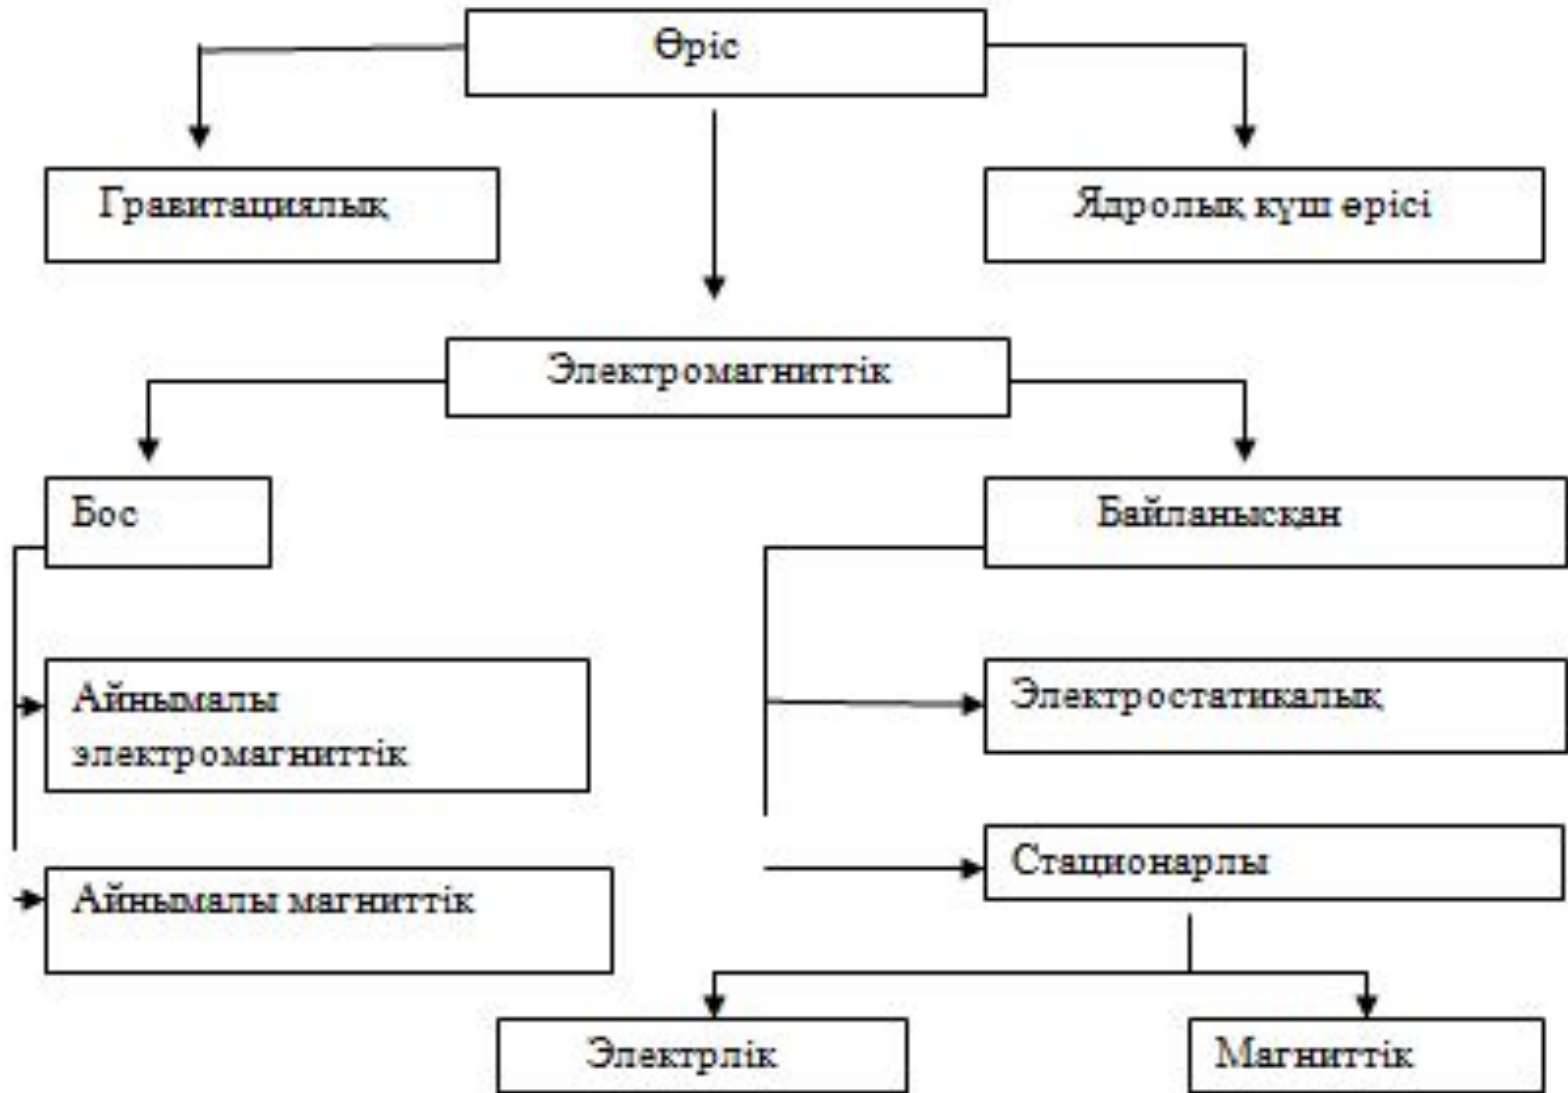 Өріс
Гравитациялық
Ядролық күш өрісі
Электромагниттік
Бос
Байланысқан
Айнымалы
электромагниттік
Электростатикалық
Стационарлы
Айнымалы магниттік
Электрлік
Магниттік